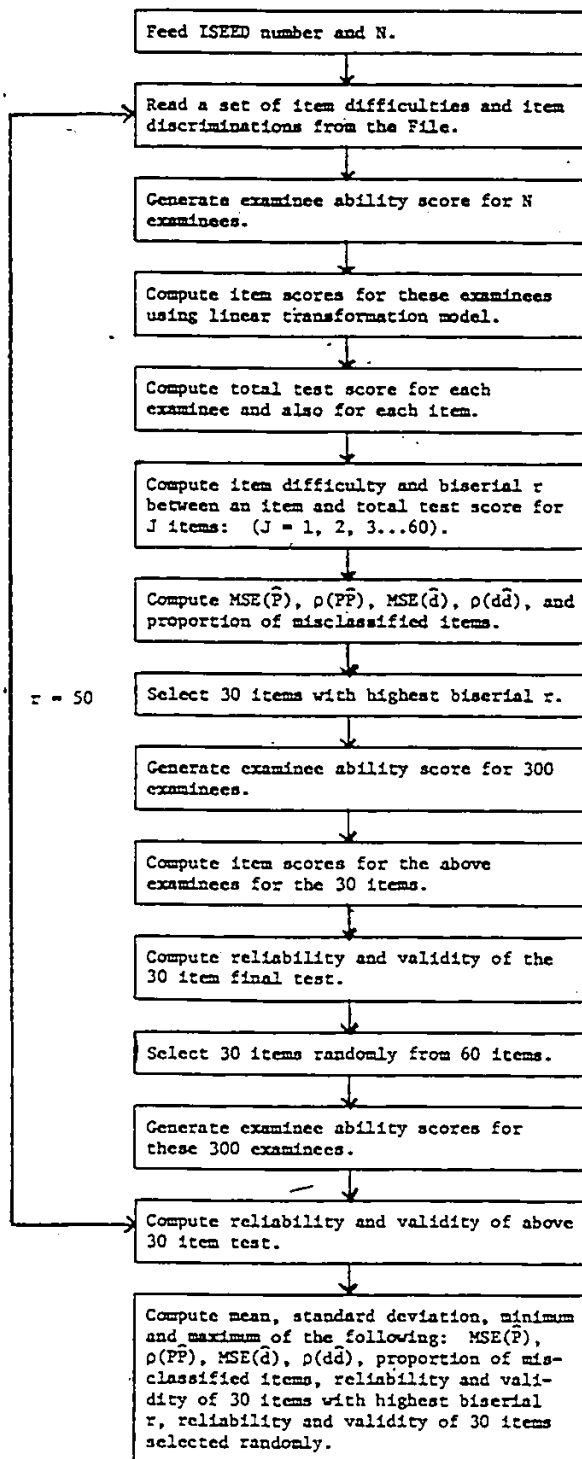 Feed ISEED number and N.
Read a set of item difficulties and item
discriminations from the File.
Generate examinee ability score for N
examinees.
Compute item scores for these examinees
using linear transformation model.
Compute total test score for each
examinee and also for each item.
Compute item difficulty and biserial r
between an item and total test score for
J items: (J = 1, 2, 3...60).
Compute MSE(P̂), ρ(PP̂), MSE(d̂), ρ(dd̂), and
proportion of misclassified items.
r = 50
Select 30 items with highest biserial r.
Generate examinee ability score for 300
examinees.
Compute item scores for the above
examinees for the 30 items.
Compute reliability and validity of the
30 item final test.
Select 30 items randomly from 60 items.
Generate examinee ability scores for
these 300 examinees.
Compute reliability and validity of above
30 item test.
Compute mean, standard deviation, minimum
and maximum of the following: MSE(P̂),
ρ(PP̂), MSE(d̂), ρ(dd̂), proportion of mis-
classified items, reliability and vali-
dity of 30 items with highest biserial
r, reliability and validity of 30 items
selected randomly.